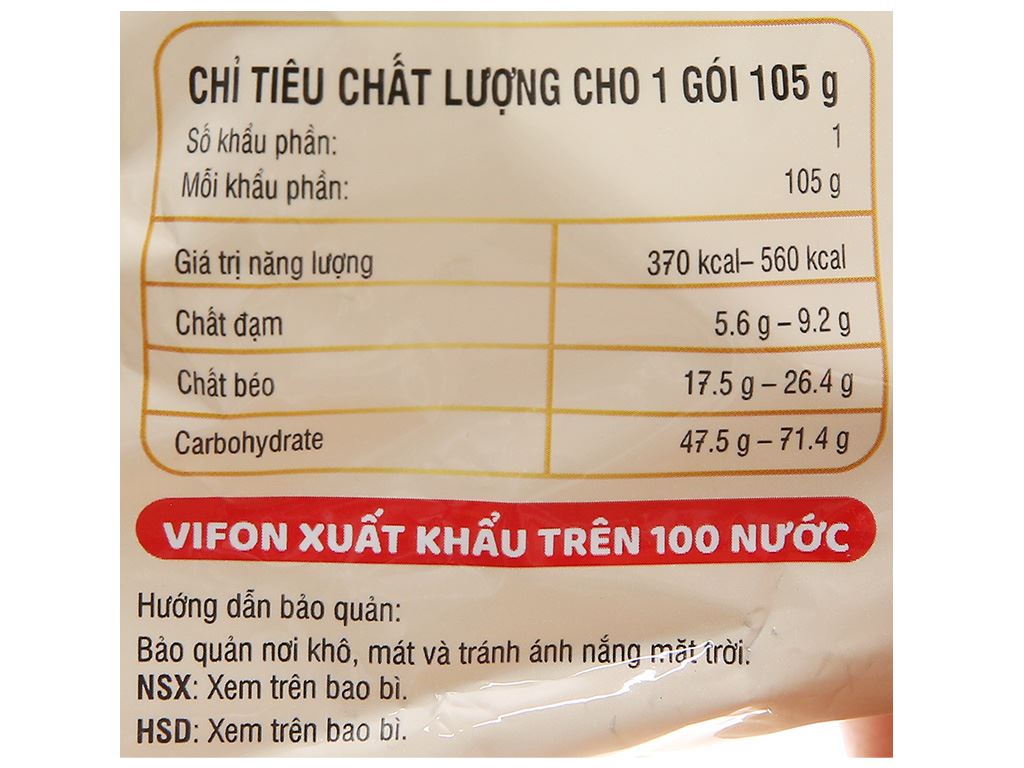 CHỈ TIÊU CHẤT LƯỢNG CHO 1 GÓI 105 g
Số khẩu phần: 1
Mỗi khẩu phần: 105 g
Giá trị năng lượng 370 kcal– 560 kcal
Chất đạm 5.6 g – 9.2 g
Chất béo 17.5 g – 26.4 g
Carbohydrate 47.5 g – 71.4 g
VIFON XUẤT KHẨU TRÊN 100 NƯỚC
Hướng dẫn bảo quản:
Bảo quản nơi khô, mát và tránh ánh nắng mặt trời.
NSX: Xem trên bao bì.
HSD: Xem trên bao bì.